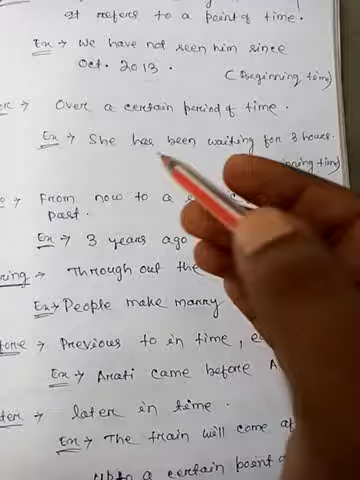 It refers to a point of time.
Ex → We have not seen him since
Oct. 2013.
(Beginning time)
→ Over a certain period of time.
Ex → She has been waiting for 3 hours.
time)
→ From now to a
past.
Ex → 3 years ago
→ Through out the
Ex → People make marry
→ Previous to in time,
Ex → Arati came before A
→ later in time.
Ex → The train will come
upto a certain point